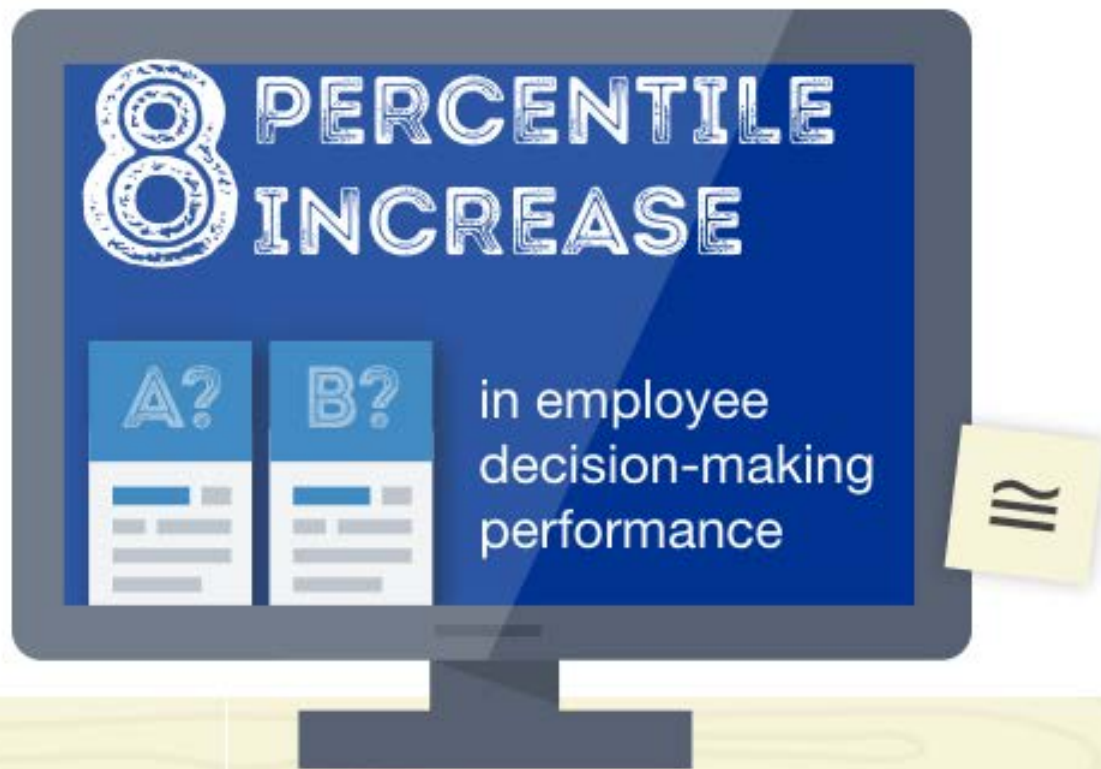 8 PERCENTILE
INCREASE
A? B?
in employee
decision-making
performance
≅